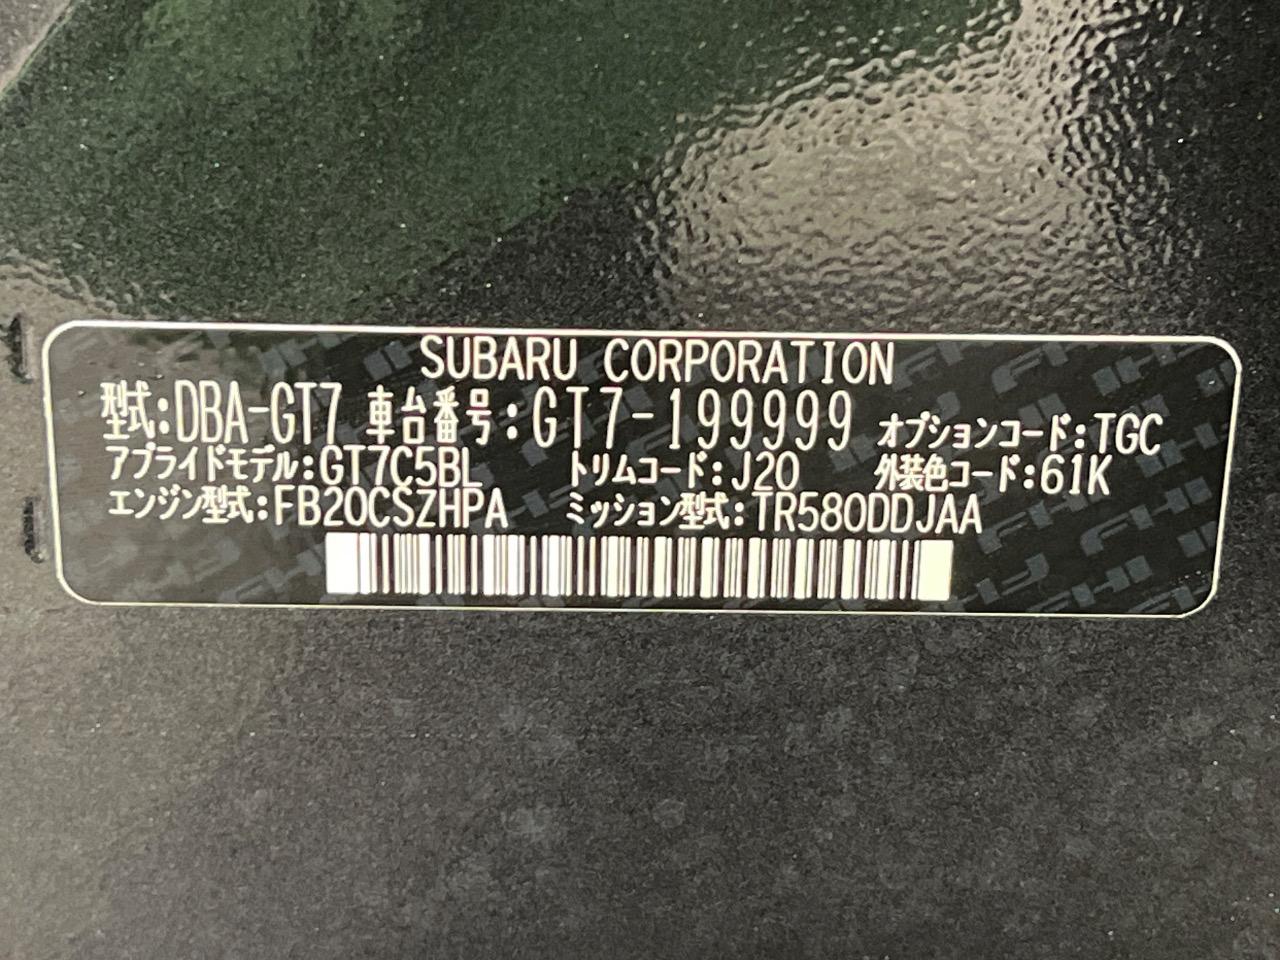 SUBARU CORPORATION
型式:DBA-GT7 車台番号:GT7-199999 オプションコード:TGC
アプライドモデル:GT7C5BL トリムコード:J20 外装色コード:61K
エンジン型式:FB20CSZHPA ミッション型式:TR580DDJAA